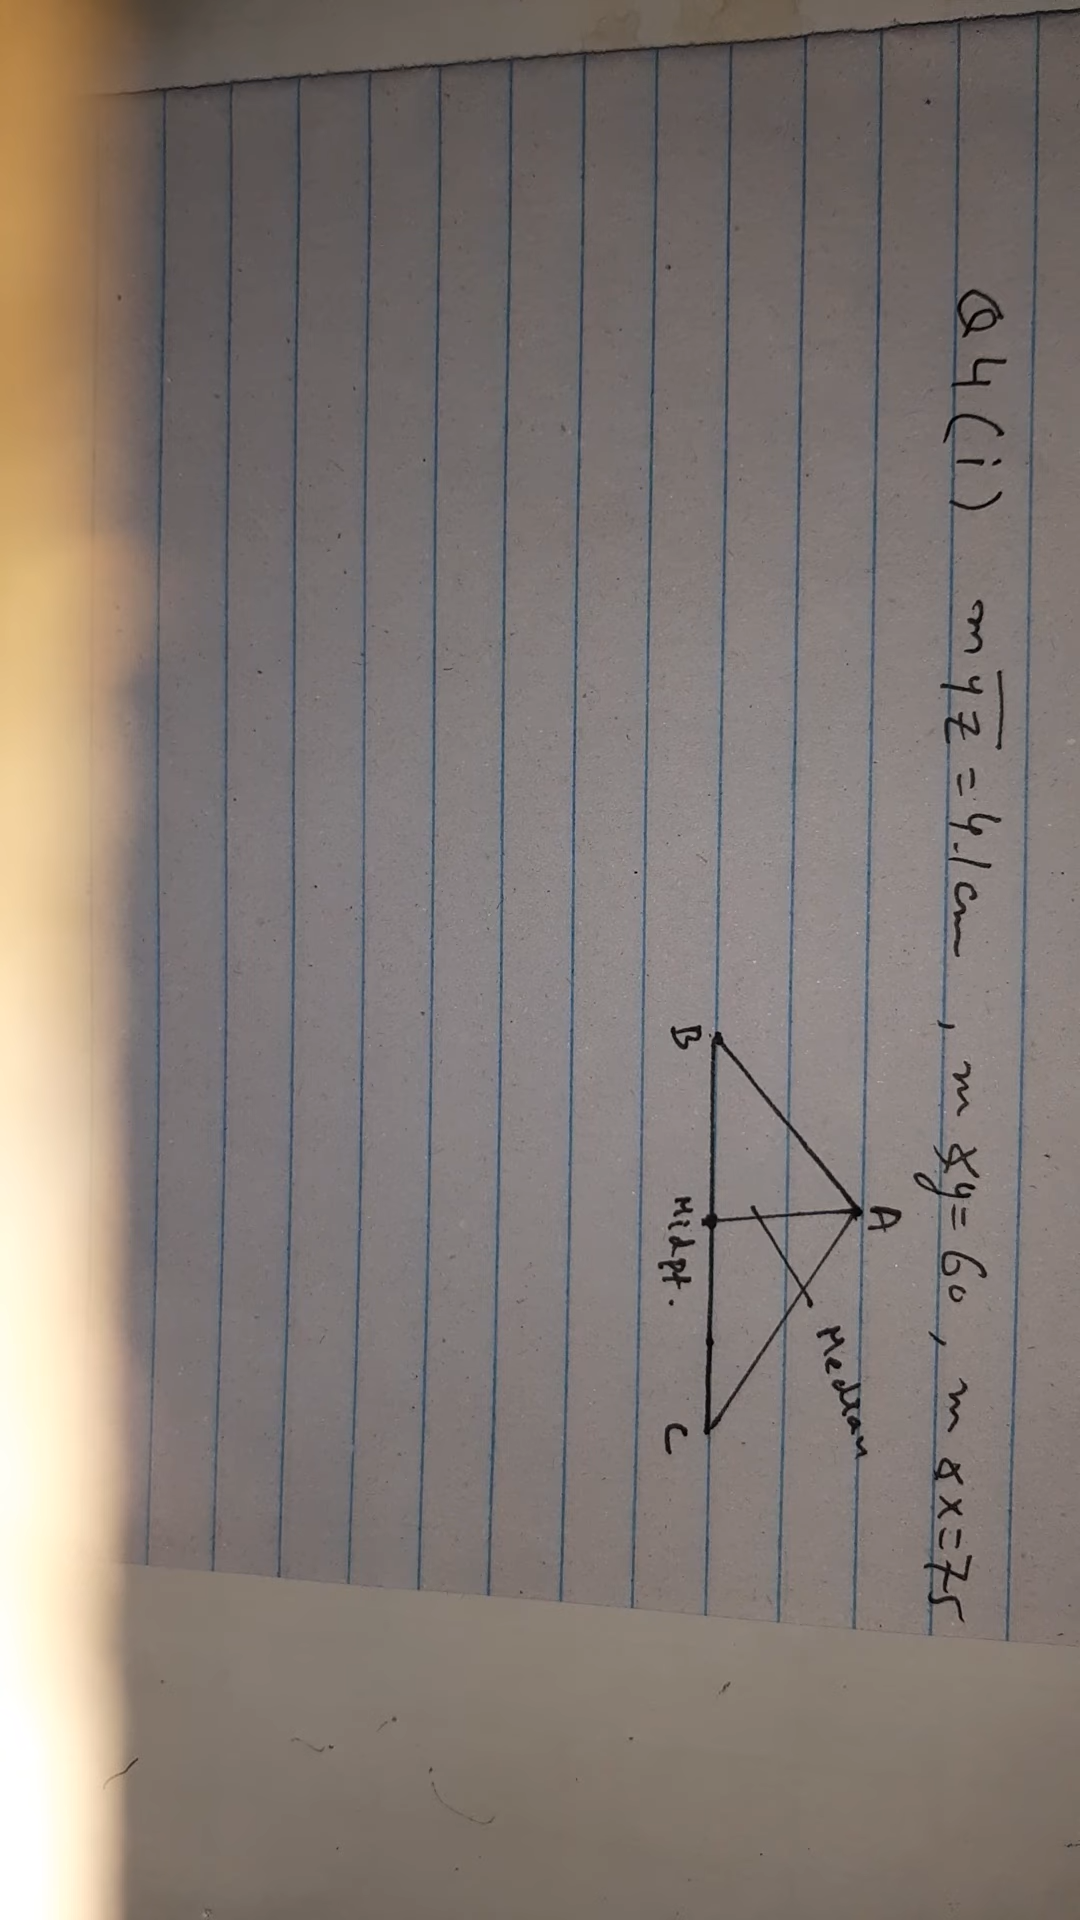 Q4(i) m YZ̅ = 4.1cm , m ∡y = 60 , m ∡x = 75
A
Median
B
Midpt.
C